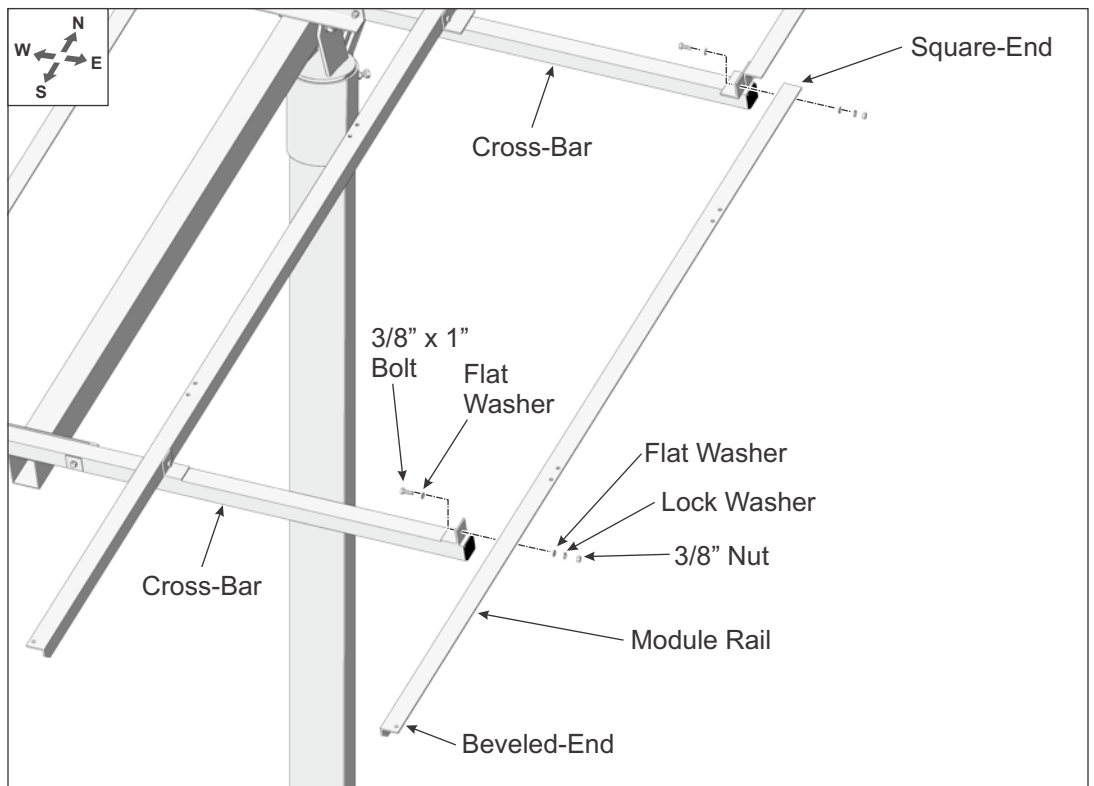 N
W
E
S
Square-End
Cross-Bar
3/8” x 1”
Bolt
Flat
Washer
Flat Washer
Lock Washer
3/8” Nut
Cross-Bar
Module Rail
Beveled-End